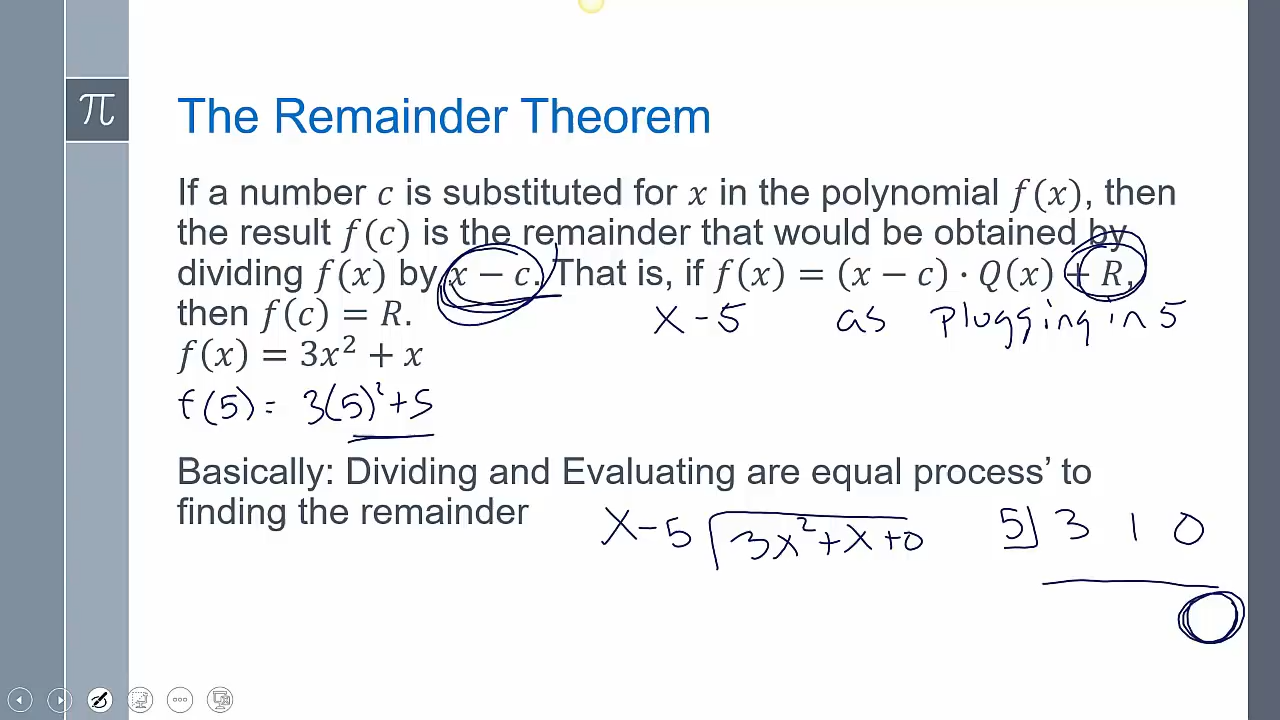 π
The Remainder Theorem
If a number c is substituted for x in the polynomial f(x), then
the result f(c) is the remainder that would be obtained by
dividing f(x) by x − c. That is, if f(x) = (x − c) · Q(x) + R,
then f(c) = R.
x - 5 as plugging in 5
f(x) = 3x² + x
f(5) = 3(5)² + 5
Basically: Dividing and Evaluating are equal process’ to
finding the remainder
x - 5 3x² + x + 0 5 3 1 0